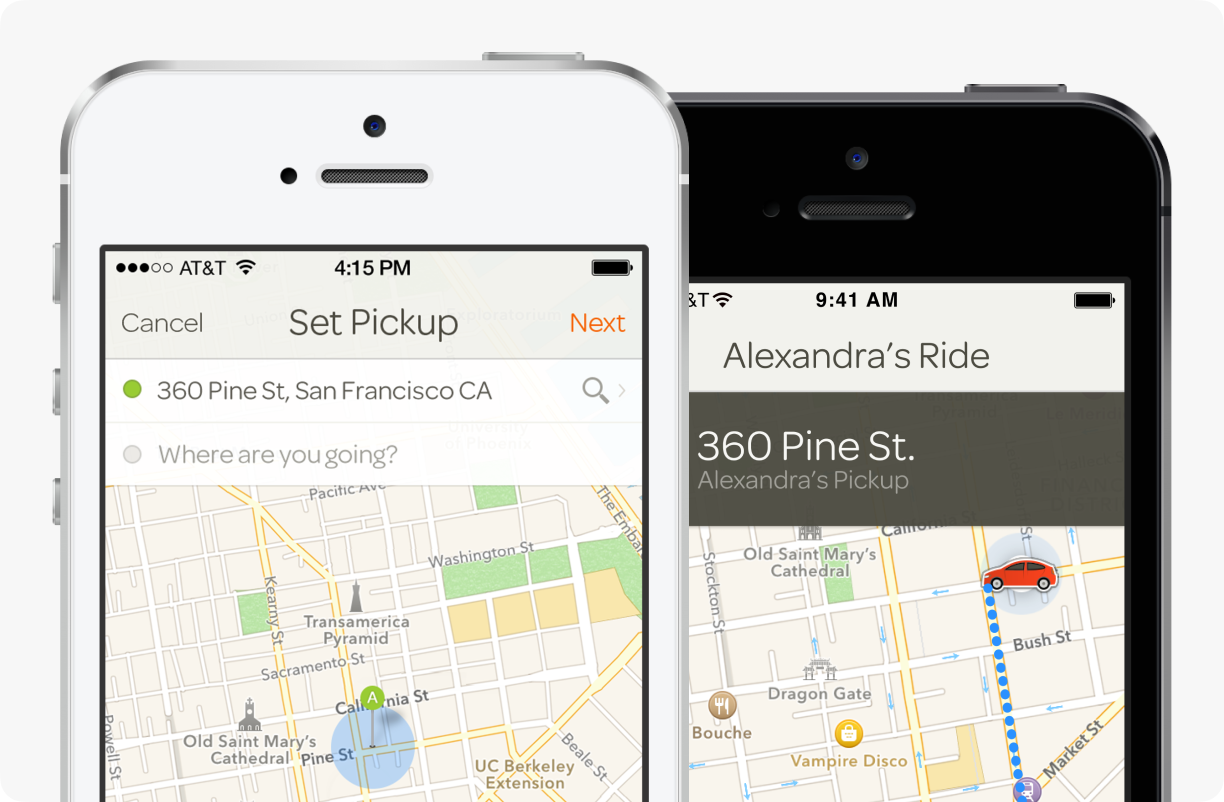 AT&T
4:15 PM
Cancel
Set Pickup
Next
360 Pine St, San Francisco CA
Where are you going?
Pacific Ave
The Embar
Washington St
Kearny St
Transamerica
Pyramid
Sacramento St
A
California St
Old Saint Mary's
Cathedral
Pine St
Powell St
Beale St
UC Berkeley
Extension
&T
9:41 AM
Alexandra's Ride
360 Pine St.
Alexandra's Pickup
California St
St
Old Saint Mary's
Cathedral
Stockton St
Bush St
Dragon Gate
Bouche
Vampire Disco
Market St